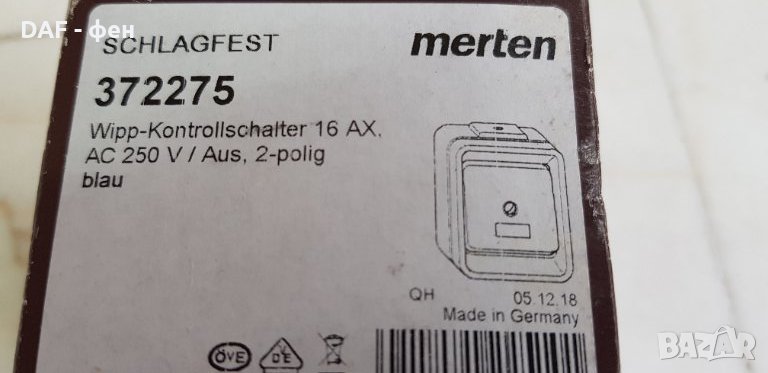 DAF - фен
SCHLAGFEST
merten
372275
Wipp-Kontrollschalter 16 AX,
AC 250 V / Aus, 2-polig
blau
QH
05.12.18
Made in Germany
ÖVE
BAZAR